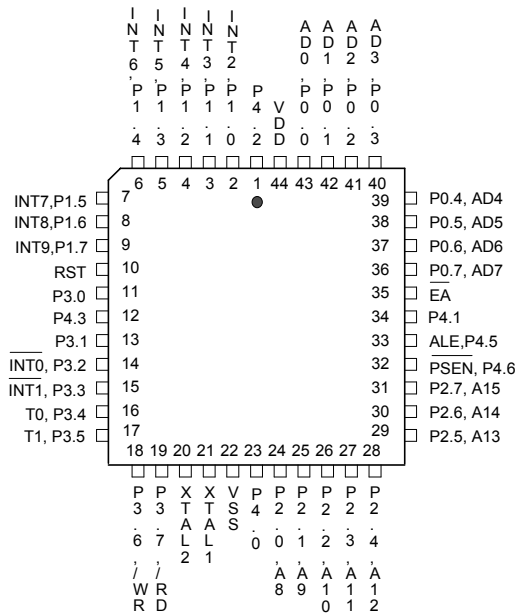 INT6,P1.4
INT5,P1.3
INT4,P1.2
INT3,P1.1
INT2,P1.0
P4.2
VDD
AD0,P0.0
AD1,P0.1
AD2,P0.2
AD3,P0.3
6 5 4 3 2 1 44 43 42 41 40
INT7,P1.5 7
INT8,P1.6 8
INT9,P1.7 9
RST 10
P3.0 11
P4.3 12
P3.1 13
INT0, P3.2 14
INT1, P3.3 15
T0, P3.4 16
T1, P3.5 17
39 P0.4, AD4
38 P0.5, AD5
37 P0.6, AD6
36 P0.7, AD7
35 EA
34 P4.1
33 ALE,P4.5
32 PSEN, P4.6
31 P2.7, A15
30 P2.6, A14
29 P2.5, A13
18 19 20 21 22 23 24 25 26 27 28
P3.6,/WR
P3.7,/RD
XTAL2
XTAL1
VSS
P4.0
P2.0,A8
P2.1,A9
P2.2,A10
P2.3,A11
P2.4,A12